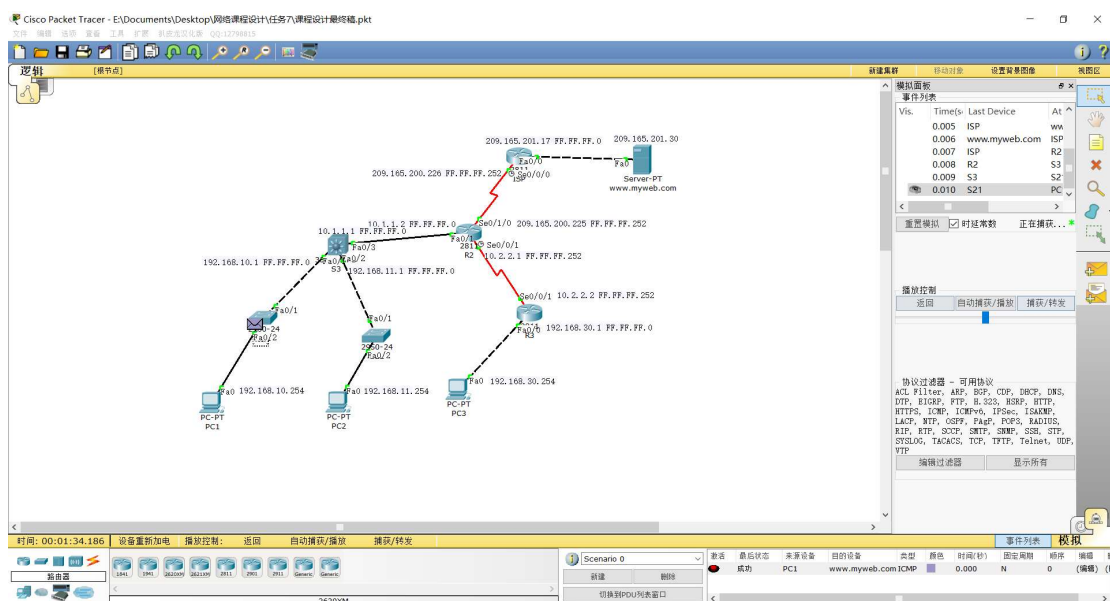 Cisco Packet Tracer - E:\Documents\Desktop\网络课程设计\任务7\课程设计最终稿.pkt
文件 编辑 选项 查看 工具 扩展
QQ:12798815
逻辑
[根节点]
新建集群
移动对象
设置背景图像
视图区
209.165.201.17 FF.FF.FF.0
209.165.201.30
Fa0/0
Fa0
ISP
Server-PT
www.myweb.com
209.165.200.226 FF.FF.FF.252
Se0/0/0
10.1.1.2 FF.FF.FF.0
Se0/1/0
209.165.200.225 FF.FF.FF.252
10.1.1.1 FF.FF.FF.0
Fa0/3
Fa0/1
2811
R2
Se0/0/1
10.2.2.1 FF.FF.FF.252
192.168.10.1 FF.FF.FF.0
Fa0/2
S3
192.168.11.1 FF.FF.FF.0
Se0/0/1
10.2.2.2 FF.FF.FF.252
Fa0/1
Fa0/1
192.168.30.1 FF.FF.FF.0
R3
Fa0/2
2950-24
Fa0/2
Fa0
192.168.10.254
Fa0
192.168.11.254
Fa0
192.168.30.254
PC-PT
PC1
PC-PT
PC2
PC-PT
PC3
模拟面板
事件列表
Vis. Time(s Last Device At
0.005 ISP ww
0.006 www.myweb.com ISP
0.007 ISP R2
0.008 R2 S3
0.009 S3 S2
0.010 S21 PC
重置模拟
时延常数
正在捕获...
播放控制
返回
自动捕获/播放
捕获/转发
协议过滤器 - 可用协议
ACL Filter, ARP, BGP, CDP, DHCP, DNS,
DTP, EIGRP, FTP, H.323, HSRP, HTTP,
HTTPS, ICMP, ICMPv6, IPSec, ISAKMP,
LACP, NTP, OSPF, PAgP, POP3, RADIUS,
RIP, RTP, SCCP, SMTP, SNMP, SSH, STP,
SYSLOG, TACACS, TCP, TFTP, Telnet, UDP,
VTP
编辑过滤器
显示所有
时间: 00:01:34.186
设备重新加电
播放控制:
返回
自动捕获/播放
捕获/转发
事件列表
模拟
路由器
1841 1941 2620XM 2621XM 2811 2901 2911 Generic Generic
2620XM
Scenario 0
新建
删除
切换到PDU列表窗口
激活 最后状态 来源设备 目的设备 类型 颜色 时间(秒) 固定周期 顺序 编辑
成功 PC1 www.myweb.com ICMP 0.000 N 0 (编辑)